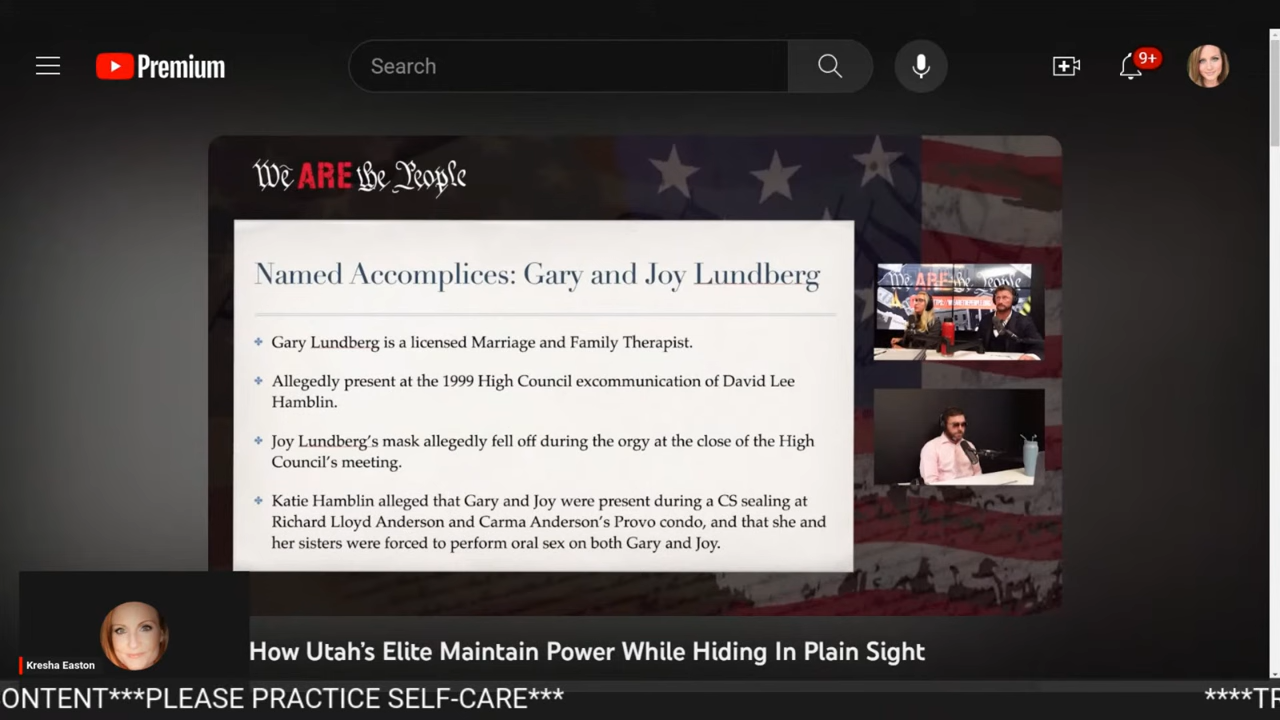 Premium
Search
9+
We ARE the People
Named Accomplices: Gary and Joy Lundberg
Gary Lundberg is a licensed Marriage and Family Therapist.
Allegedly present at the 1999 High Council excommunication of David Lee
Hamblin.
Joy Lundberg's mask allegedly fell off during the orgy at the close of the High
Council's meeting.
Katie Hamblin alleged that Gary and Joy were present during a CS sealing at
Richard Lloyd Anderson and Carma Anderson's Provo condo, and that she and
her sisters were forced to perform oral sex on both Gary and Joy.
We ARE the People
Kresha Easton
How Utah's Elite Maintain Power While Hiding In Plain Sight
ONTENT***PLEASE PRACTICE SELF-CARE*** ****TR